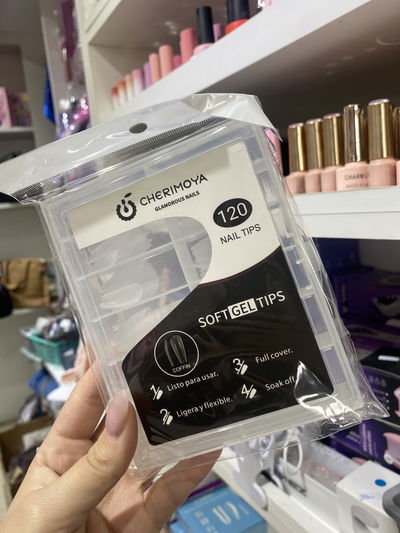 CHERIMOYA
GLAMOROUS NAILS
120
NAIL TIPS
SOFT GEL TIPS
COFFIN
1 Listo para usar.
2 Ligera y flexible.
3 Full cover.
4 Soak off